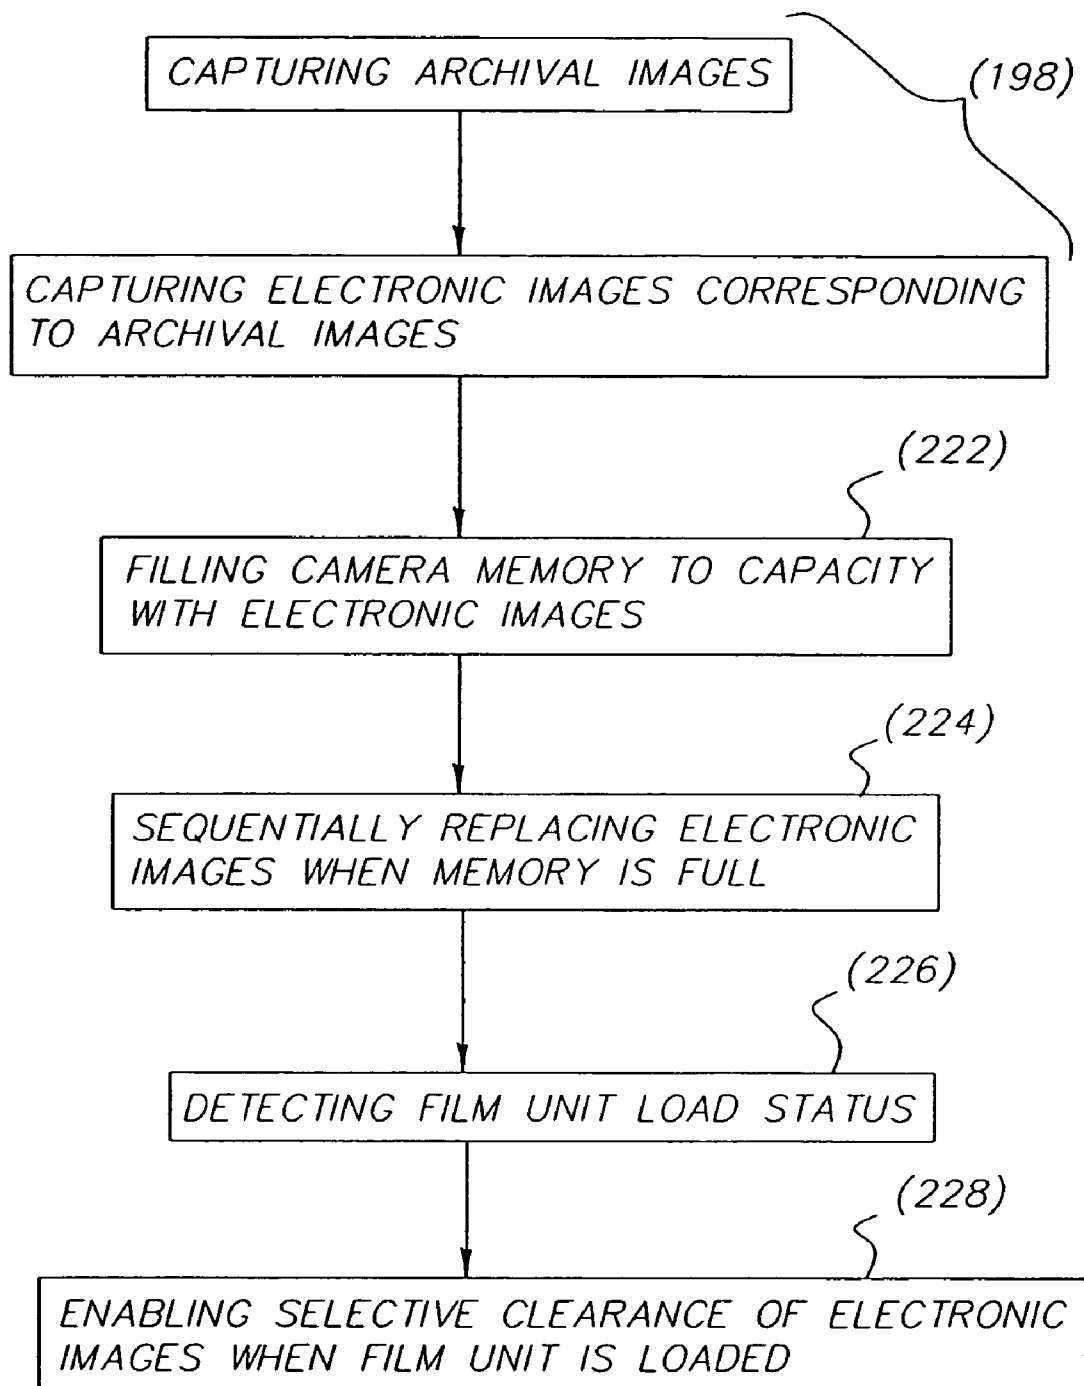 CAPTURING ARCHIVAL IMAGES
(198)
CAPTURING ELECTRONIC IMAGES CORRESPONDING
TO ARCHIVAL IMAGES
(222)
FILLING CAMERA MEMORY TO CAPACITY
WITH ELECTRONIC IMAGES
(224)
SEQUENTIALLY REPLACING ELECTRONIC
IMAGES WHEN MEMORY IS FULL
(226)
DETECTING FILM UNIT LOAD STATUS
(228)
ENABLING SELECTIVE CLEARANCE OF ELECTRONIC
IMAGES WHEN FILM UNIT IS LOADED